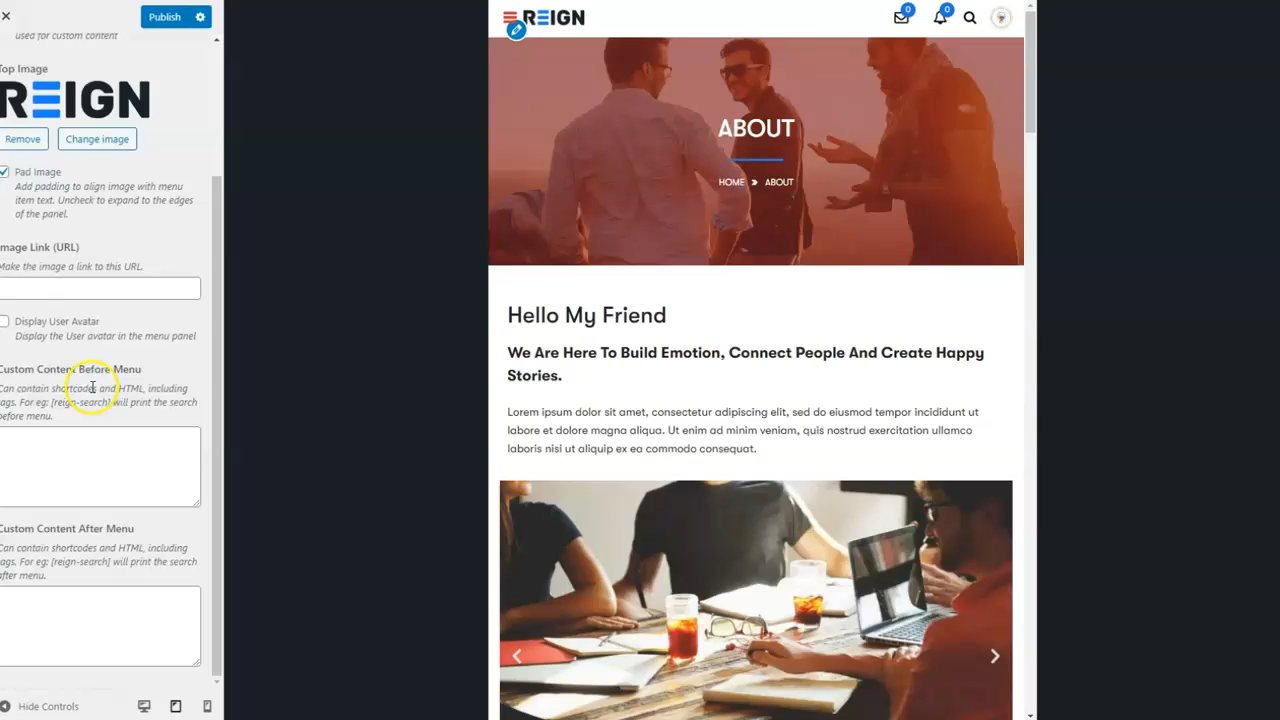 Publish
used for custom content
Top Image
REIGN
Remove
Change image
Pad Image
Add padding to align image with menu
item text. Uncheck to expand to the edges
of the panel.
mage Link (URL)
Make the image a link to this URL.
Display User Avatar
Display the User avatar in the menu panel
Custom Content Before Menu
Can contain shortcodes and HTML, including
tags. For eg: [reign-search] will print the search
before menu.
Custom Content After Menu
Can contain shortcodes and HTML, including
tags. For eg: [reign-search] will print the search
after menu.
Hide Controls
REIGN
0
0
ABOUT
HOME » ABOUT
Hello My Friend
We Are Here To Build Emotion, Connect People And Create Happy
Stories.
Lorem ipsum dolor sit amet, consectetur adipiscing elit, sed do eiusmod tempor incididunt ut
labore et dolore magna aliqua. Ut enim ad minim veniam, quis nostrud exercitation ullamco
laboris nisi ut aliquip ex ea commodo consequat.